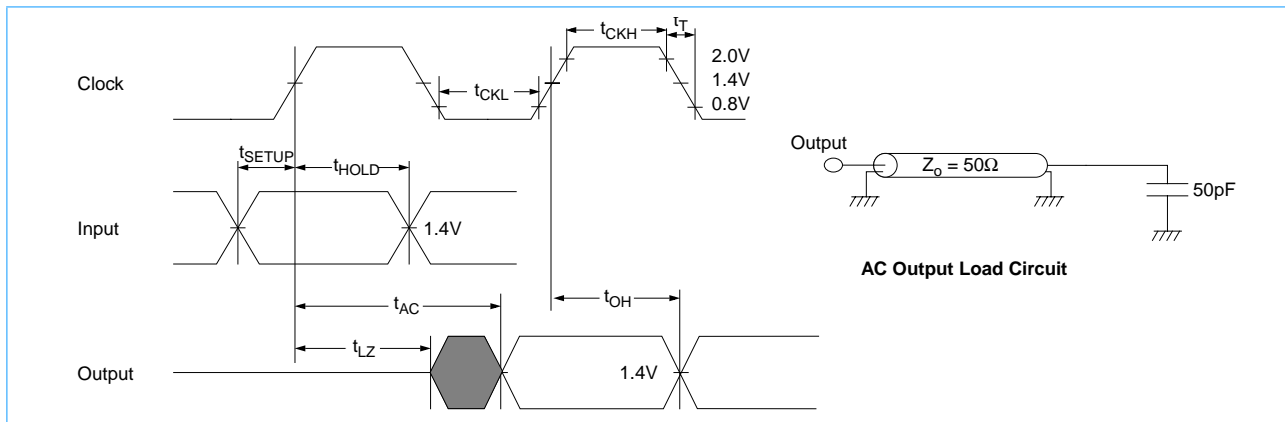 tCKH
tT
Clock
2.0V
1.4V
0.8V
tCKL
Output
Zo = 50Ω
50pF
tSETUP
tHOLD
Input
1.4V
AC Output Load Circuit
tAC
tOH
tLZ
Output
1.4V